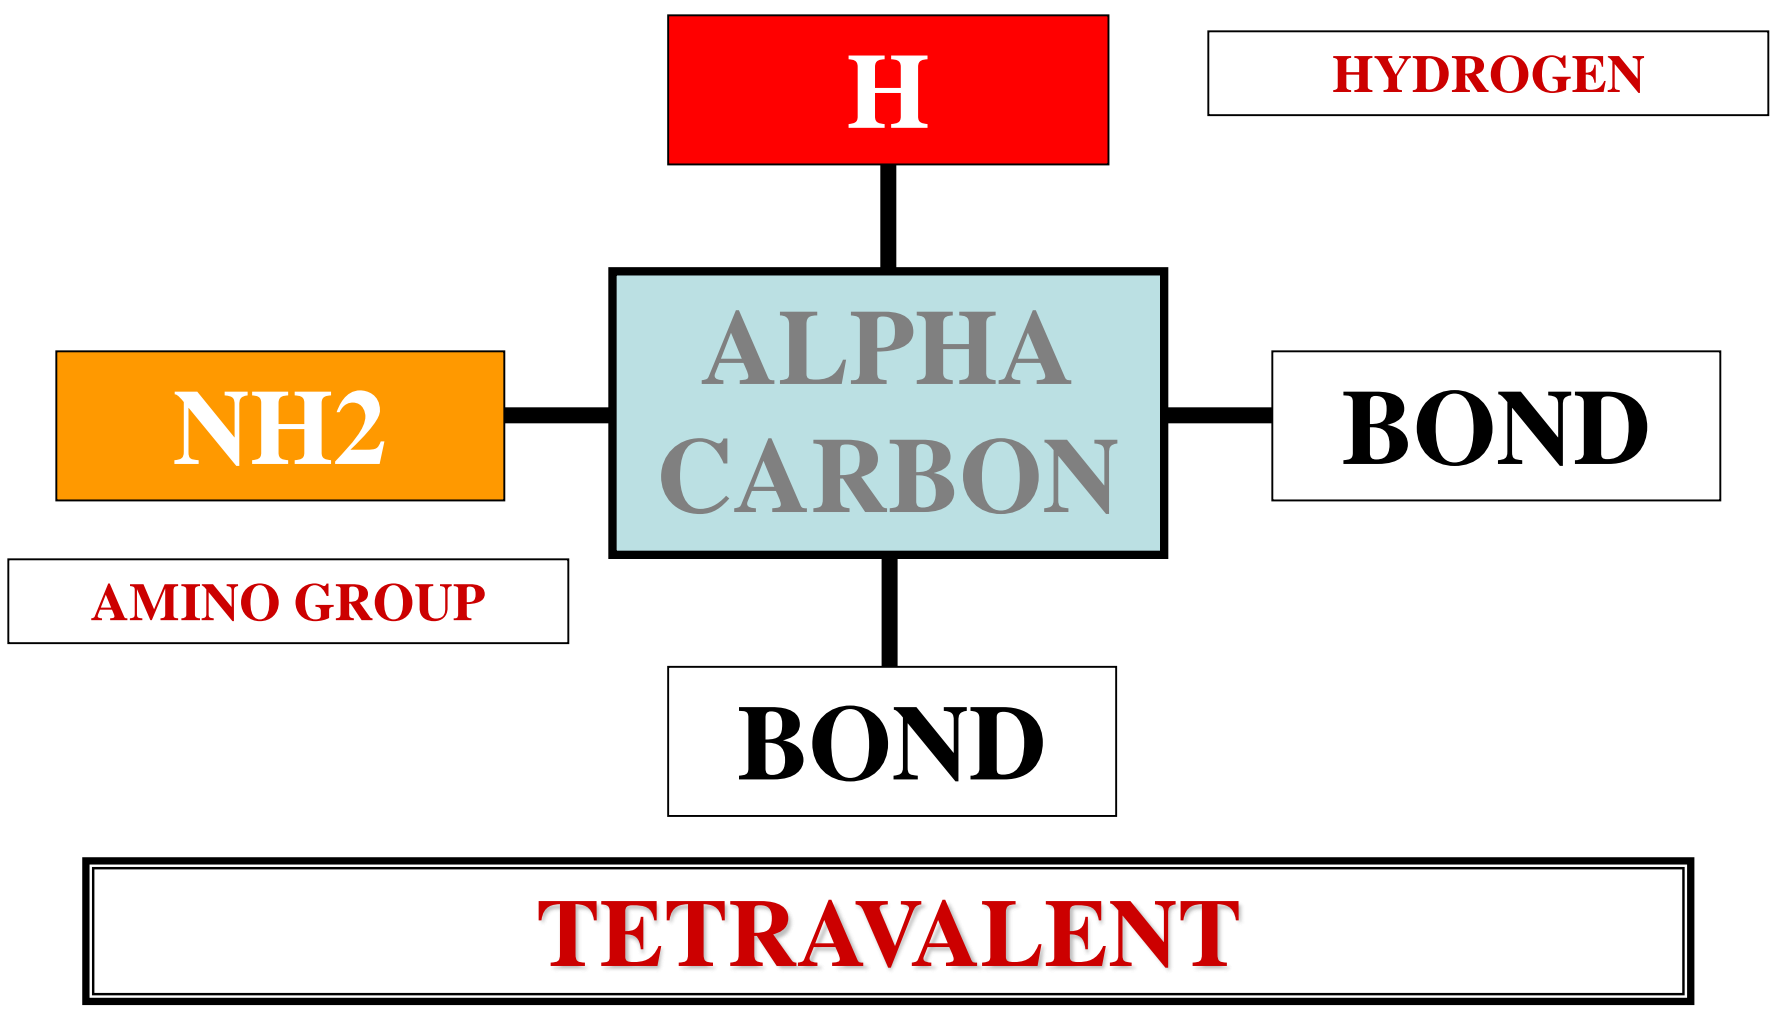 H
HYDROGEN
ALPHA
CARBON
NH2
BOND
AMINO GROUP
BOND
TETRAVALENT